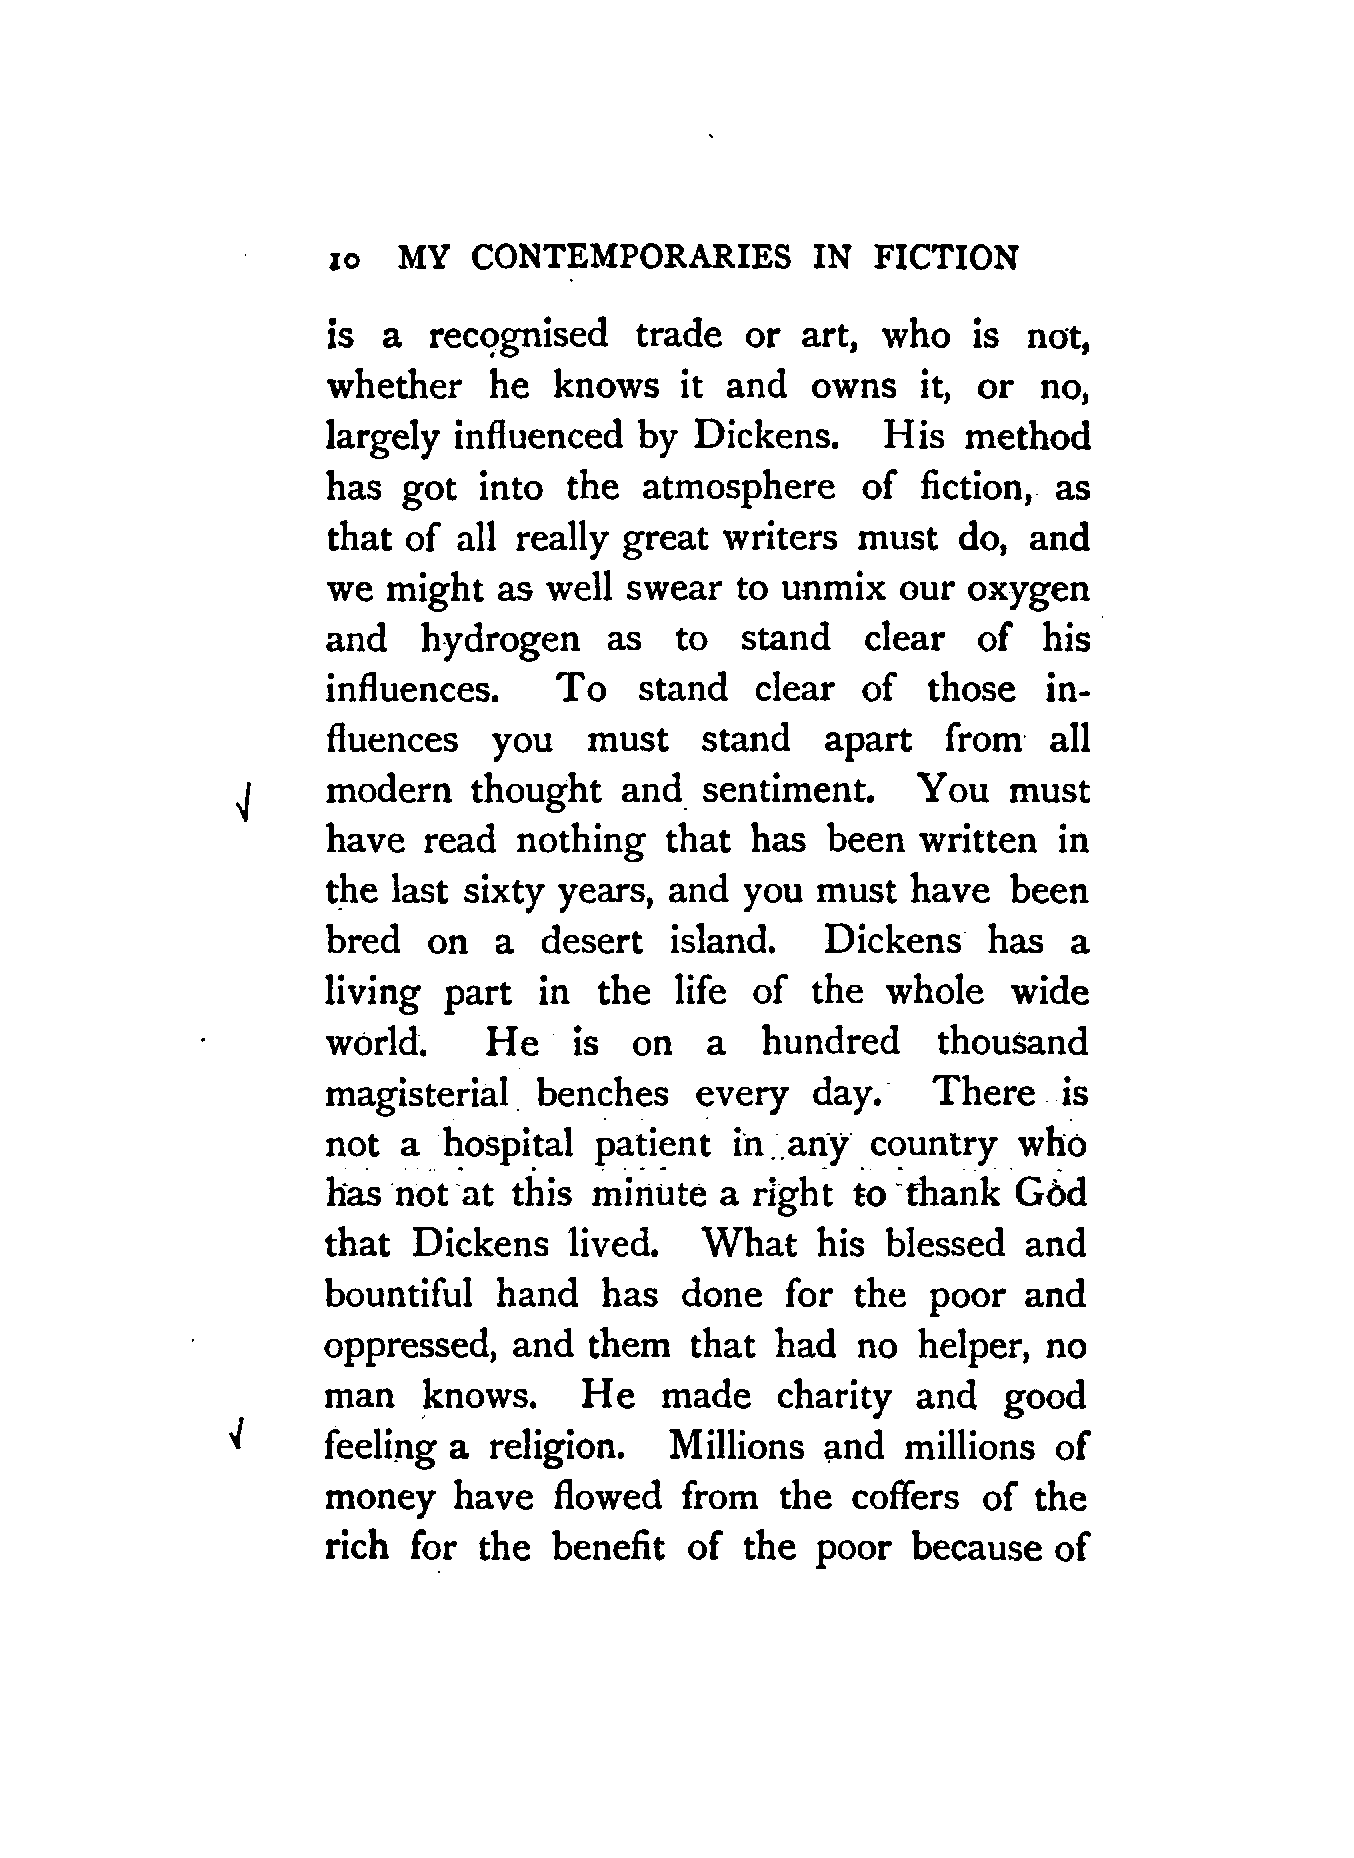 10 MY CONTEMPORARIES IN FICTION
is a recognised trade or art, who is not,
whether he knows it and owns it, or no,
largely influenced by Dickens. His method
has got into the atmosphere of fiction, as
that of all really great writers must do, and
we might as well swear to unmix our oxygen
and hydrogen as to stand clear of his
influences. To stand clear of those in-
fluences you must stand apart from all
modern thought and sentiment. You must
have read nothing that has been written in
the last sixty years, and you must have been
bred on a desert island. Dickens has a
living part in the life of the whole wide
world. He is on a hundred thousand
magisterial benches every day. There is
not a hospital patient in any country who
has not at this minute a right to thank God
that Dickens lived. What his blessed and
bountiful hand has done for the poor and
oppressed, and them that had no helper, no
man knows. He made charity and good
feeling a religion. Millions and millions of
money have flowed from the coffers of the
rich for the benefit of the poor because of